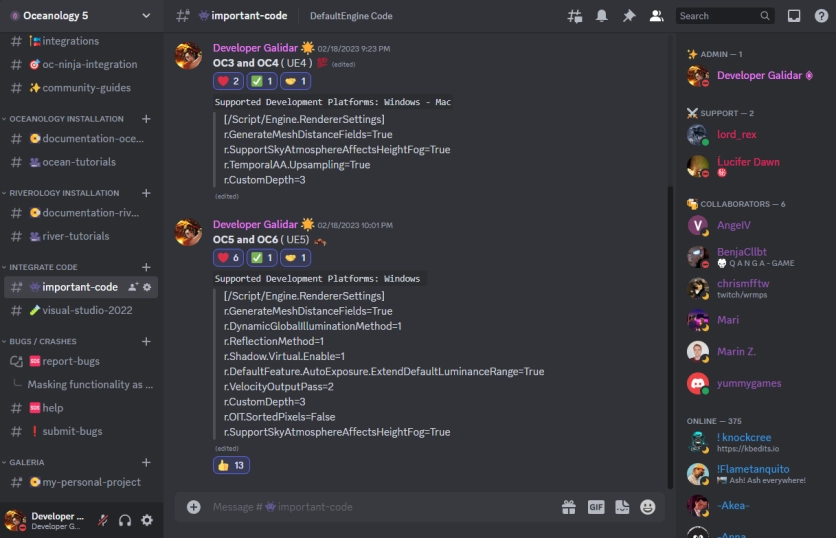 Oceanology 5
integrations
oc-ninja-integration
community-guides
OCEANOLOGY INSTALLATION
documentation-oce...
ocean-tutorials
RIVEROLOGY INSTALLATION
documentation-riv...
river-tutorials
INTEGRATE CODE
important-code
visual-studio-2022
BUGS / CRASHES
report-bugs
Masking functionality as ...
help
submit-bugs
GALERIA
my-personal-project
Developer ...
Developer G...
important-code
DefaultEngine Code
Search
Developer Galidar 02/18/2023 9:23 PM
OC3 and OC4 ( UE4 ) 💯 (edited)
❤️ 2 ✅ 1 🤝 1
Supported Development Platforms: Windows - Mac
[/Script/Engine.RendererSettings]
r.GenerateMeshDistanceFields=True
r.SupportSkyAtmosphereAffectsHeightFog=True
r.TemporalAA.Upsampling=True
r.CustomDepth=3
(edited)
Developer Galidar 02/18/2023 10:01 PM
OC5 and OC6 ( UE5)
❤️ 6 ✅ 1 🤝 1
Supported Development Platforms: Windows
[/Script/Engine.RendererSettings]
r.GenerateMeshDistanceFields=True
r.DynamicGlobalIlluminationMethod=1
r.ReflectionMethod=1
r.Shadow.Virtual.Enable=1
r.DefaultFeature.AutoExposure.ExtendDefaultLuminanceRange=True
r.VelocityOutputPass=2
r.CustomDepth=3
r.OIT.SortedPixels=False
r.SupportSkyAtmosphereAffectsHeightFog=True
(edited)
👍 13
Message # important-code
GIF
ADMIN — 1
Developer Galidar
SUPPORT — 2
lord_rex
Lucifer Dawn
COLLABORATORS — 6
V
AngelV
BenjaCllbt
Q A N G A - GAME
chrismfftw
twitch/wrmps
Mari
Marin Z.
yummygames
ONLINE — 375
! knockcree
https://kbedits.io
!Flametanquito
Ash! Ash everywhere!
-Akea-